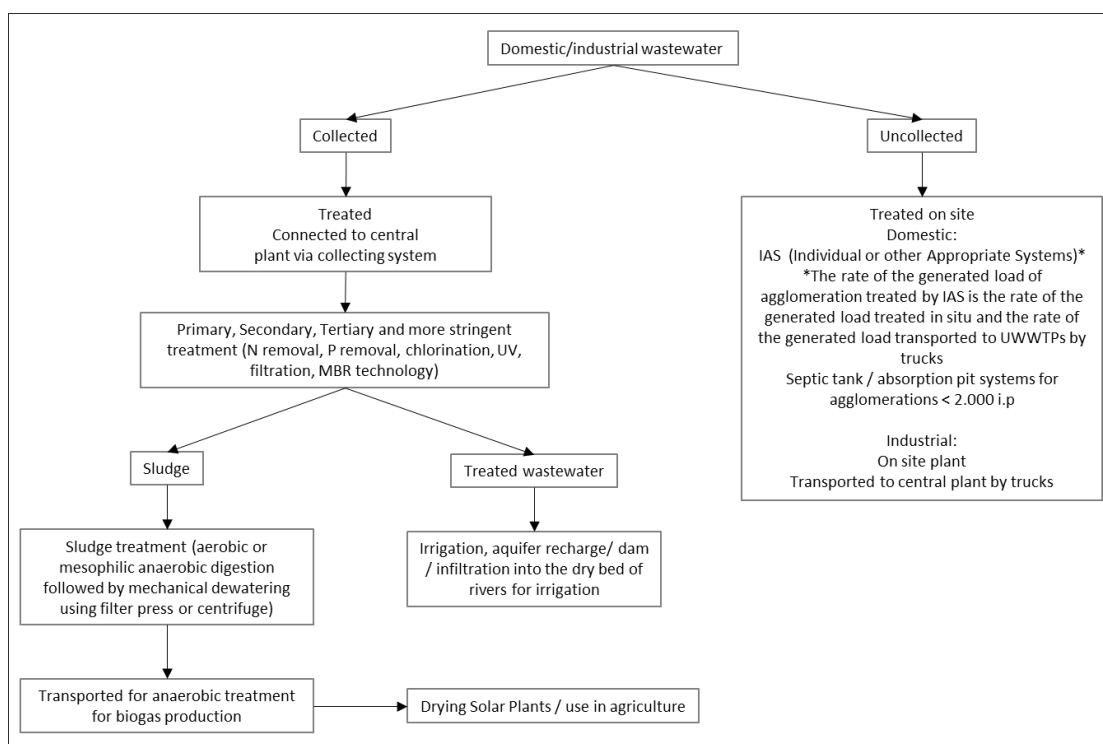 Domestic/industrial wastewater
Collected
Uncollected
Treated
Connected to central
plant via collecting system
Primary, Secondary, Tertiary and more stringent
treatment (N removal, P removal, chlorination, UV,
filtration, MBR technology)
Sludge
Treated wastewater
Sludge treatment (aerobic or
mesophilic anaerobic digestion
followed by mechanical dewatering
using filter press or centrifuge)
Irrigation, aquifer recharge/ dam
/ infiltration into the dry bed of
rivers for irrigation
Transported for anaerobic treatment
for biogas production
Drying Solar Plants / use in agriculture
Treated on site
Domestic:
IAS (Individual or other Appropriate Systems)*
*The rate of the generated load of
agglomeration treated by IAS is the rate of the
generated load treated in situ and the rate of
the generated load transported to UWWTPs by
trucks
Septic tank / absorption pit systems for
agglomerations < 2.000 i.p
Industrial:
On site plant
Transported to central plant by trucks